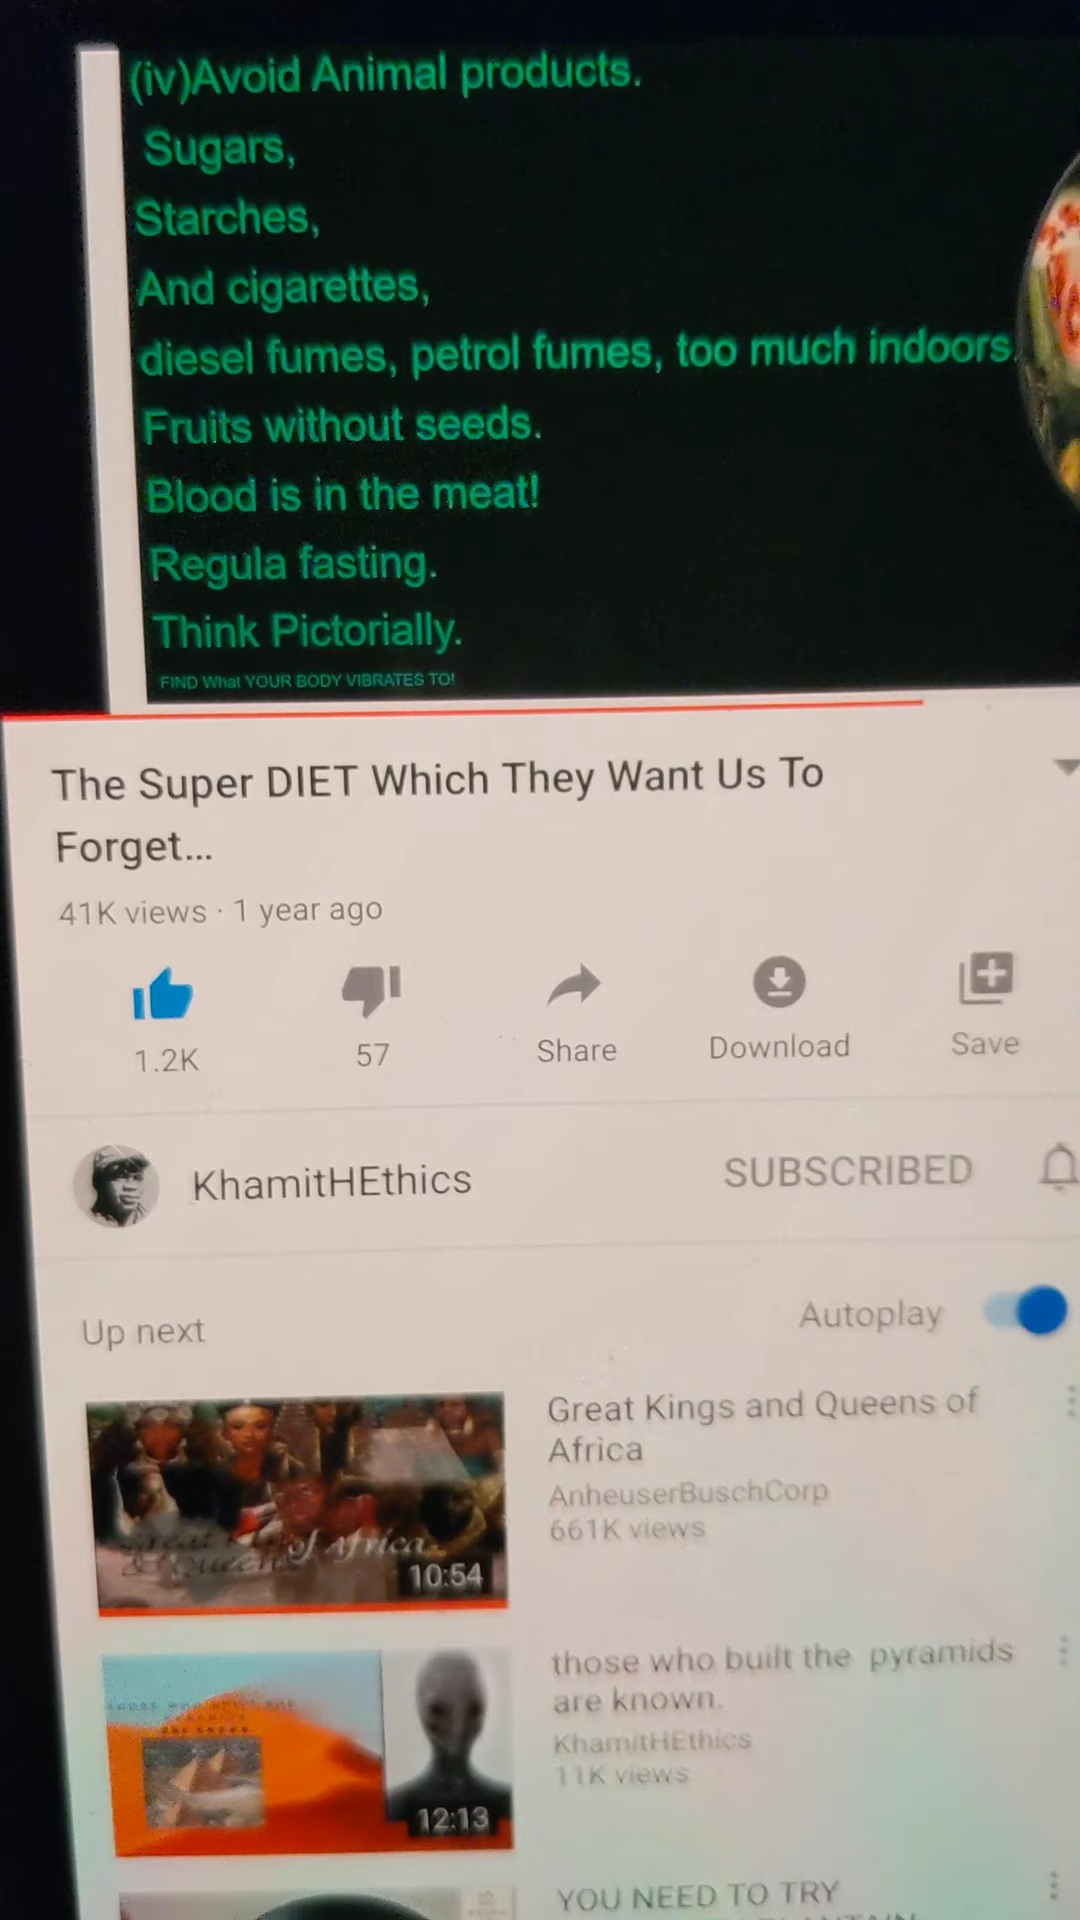 (iv)Avoid Animal products.
Sugars,
Starches,
And cigarettes,
diesel fumes, petrol fumes, too much indoors.
Fruits without seeds.
Blood is in the meat!
Regula fasting.
Think Pictorially.
FIND What YOUR BODY VIBRATES TO!
The Super DIET Which They Want Us To
Forget...
41K views · 1 year ago
1.2K
57
Share
Download
Save
KhamitHEthics
SUBSCRIBED
Up next
Autoplay
Great Kings and Queens of
Africa
AnheuserBuschCorp
661K views
of Africa
10:54
those who built the pyramids
are known.
KhamitHEthics
11K views
12:13
YOU NEED TO TRY